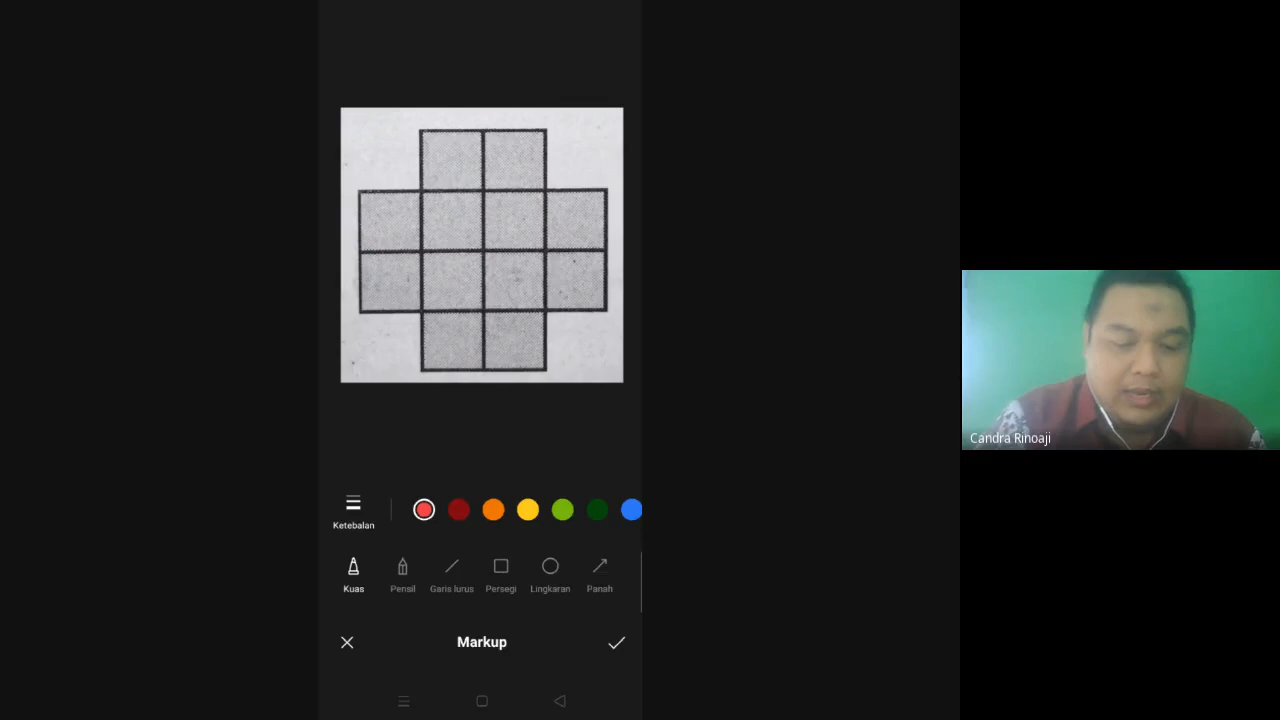 Ketebalan
Kuas Pensil Garis lurus Persegi Lingkaran Panah
Markup
Candra Rinoaji